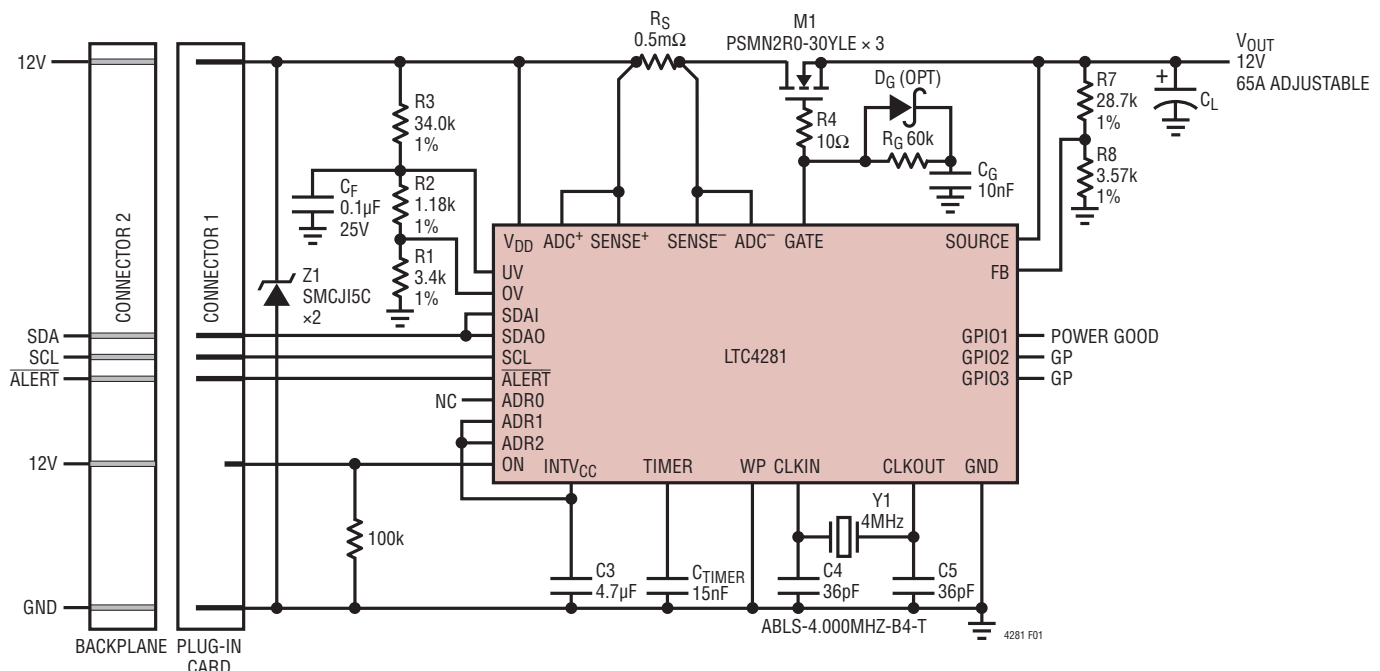 R_S
0.5mΩ
M1
PSMN2R0-30YLE × 3
12V
V_OUT
12V
65A ADJUSTABLE
R3
34.0k
1%
D_G (OPT)
R4
10Ω
R_G 60k
C_G
10nF
+
C_L
R7
28.7k
1%
R8
3.57k
1%
C_F
0.1µF
25V
R2
1.18k
1%
R1
3.4k
1%
CONNECTOR 2
CONNECTOR 1
Z1
SMCJI5C
×2
V_DD
ADC+
SENSE+
SENSE−
ADC−
GATE
SOURCE
FB
UV
OV
SDAI
SDAO
SCL
ALERT
ADR0
ADR1
ADR2
ON
LTC4281
GPIO1
GPIO2
GPIO3
POWER GOOD
GP
GP
SDA
SCL
ALERT
NC
12V
INTV_CC
TIMER
WP
CLKIN
CLKOUT
GND
100k
Y1
4MHz
C3
4.7µF
C_TIMER
15nF
C4
36pF
C5
36pF
GND
ABLS-4.000MHZ-B4-T
4281 F01
BACKPLANE
PLUG-IN
CARD